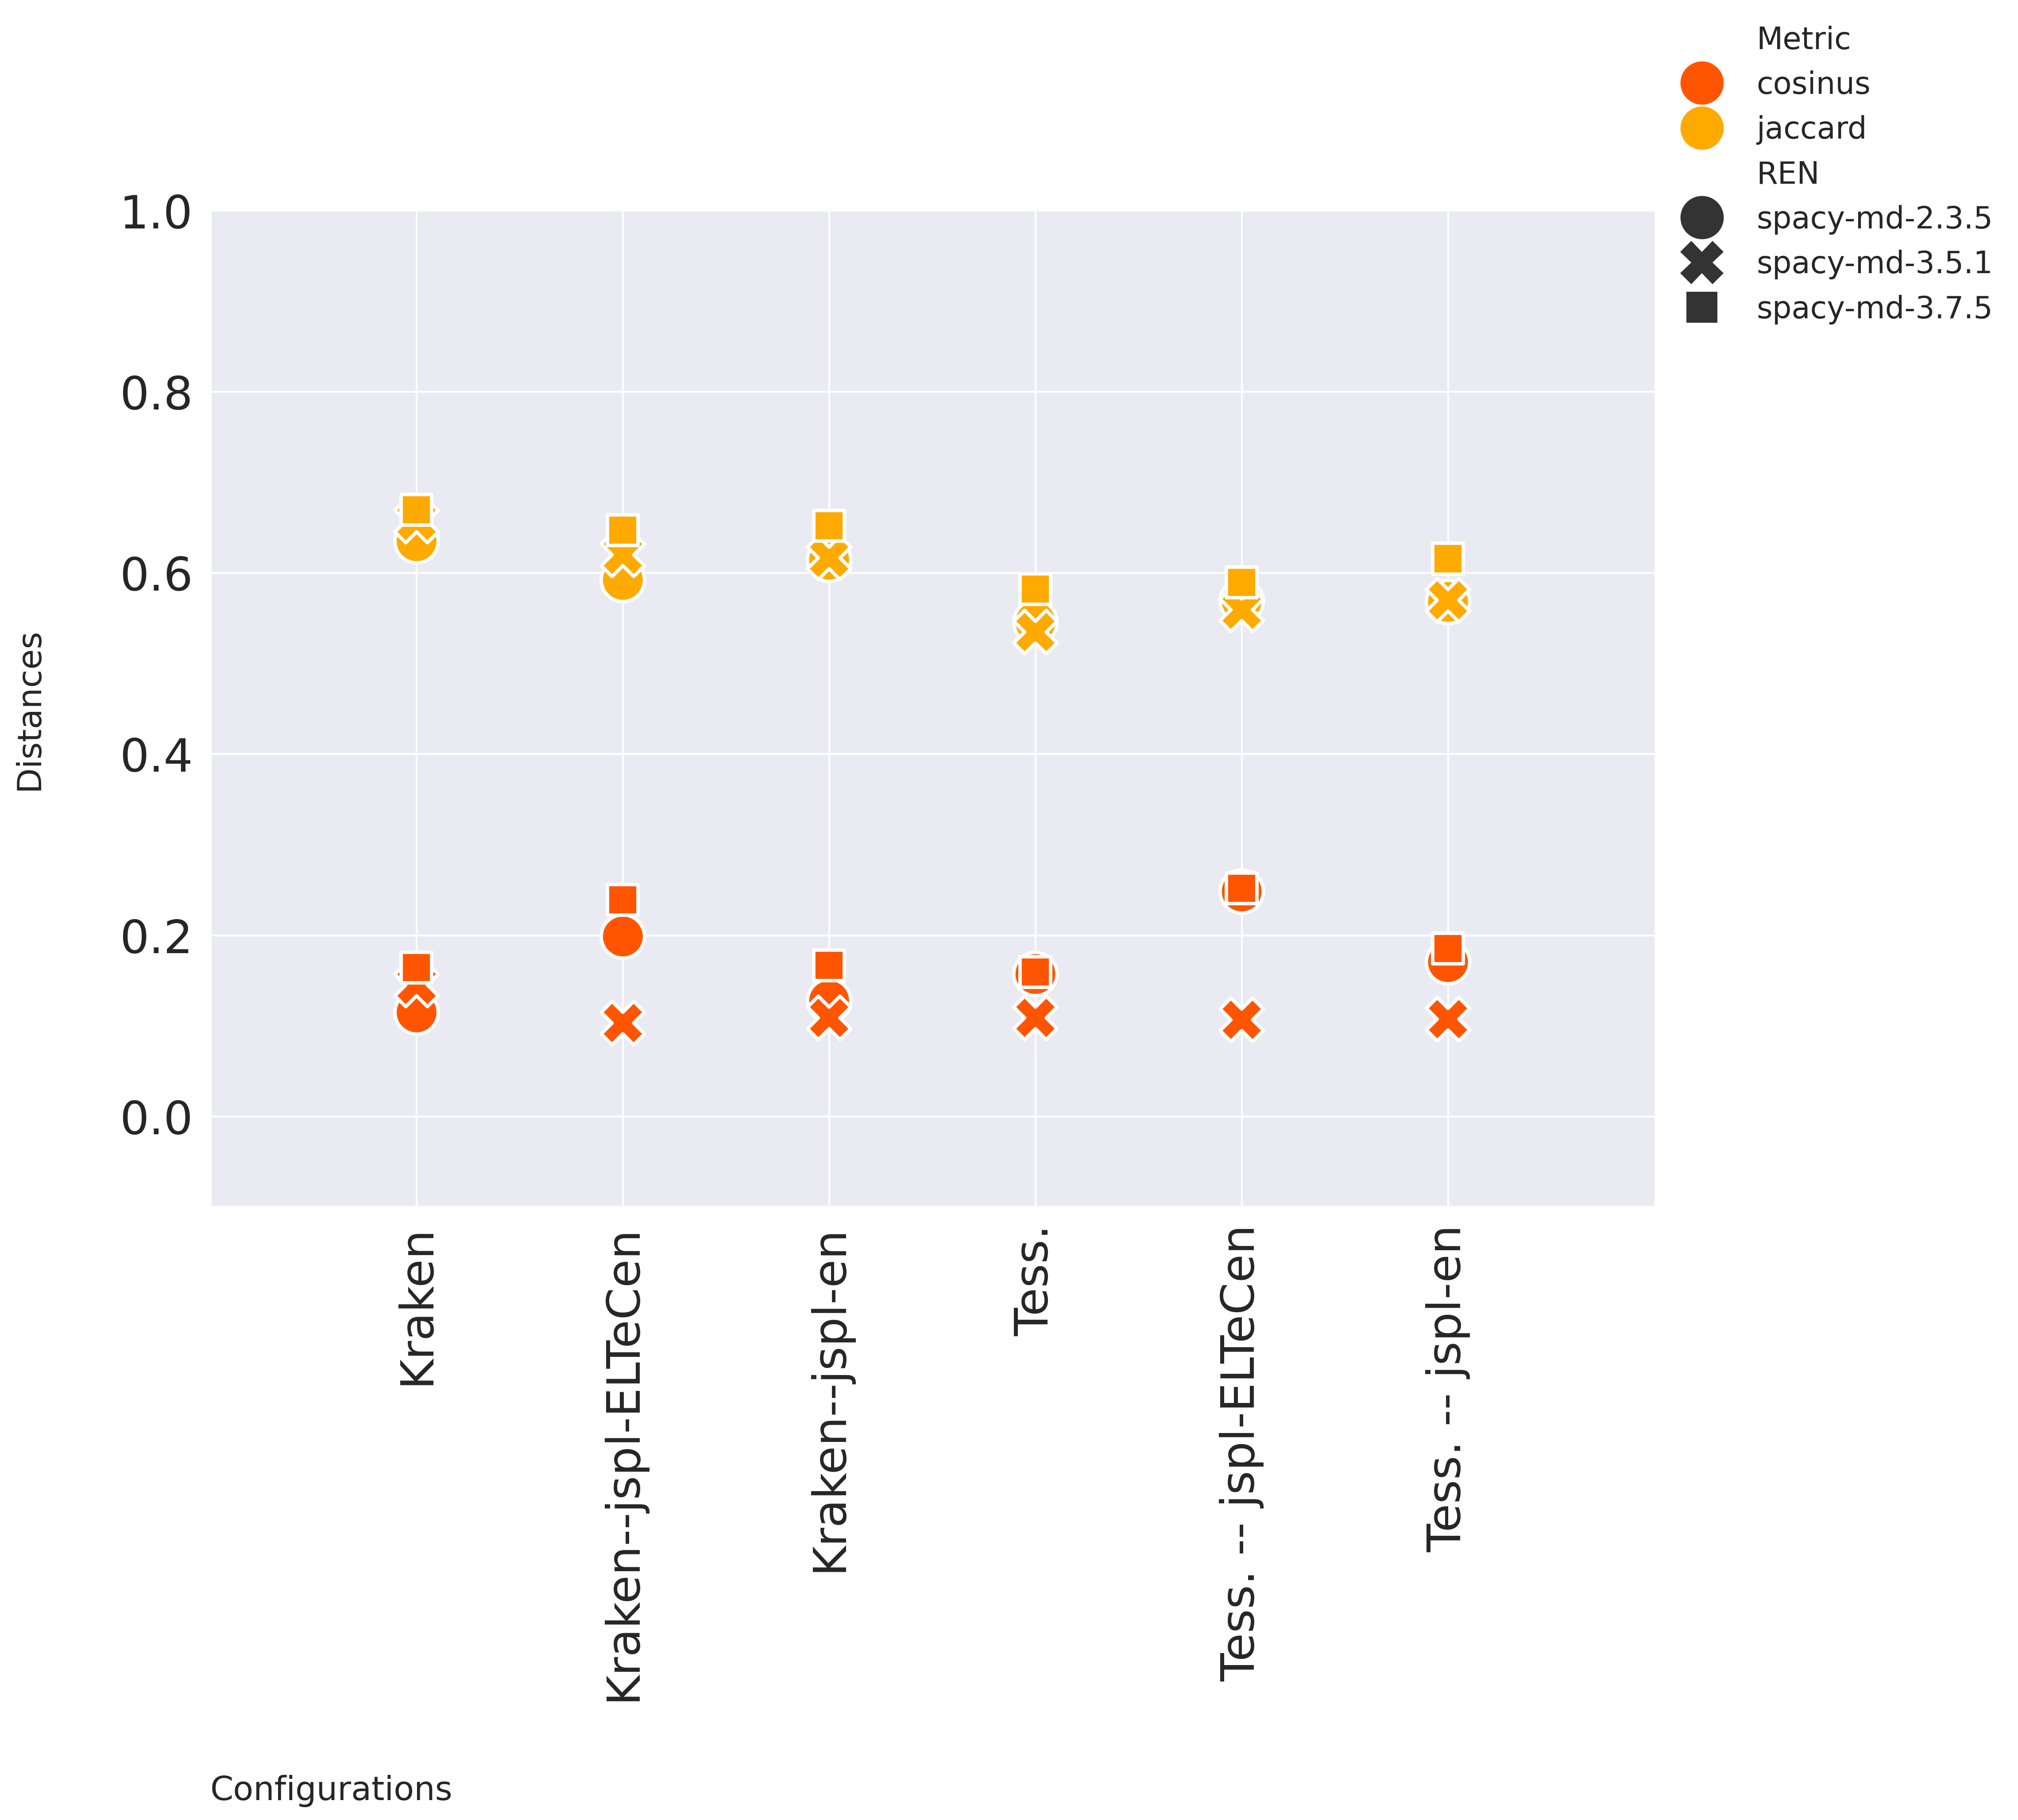 Metric
cosinus
jaccard
REN
spacy-md-2.3.5
spacy-md-3.5.1
spacy-md-3.7.5
1.0
0.8
0.6
0.4
0.2
0.0
Distances
Kraken
Kraken--jspl-ELTeCen
Kraken--jspl-en
Tess.
Tess. -- jspl-ELTeCen
Tess. -- jspl-en
Configurations